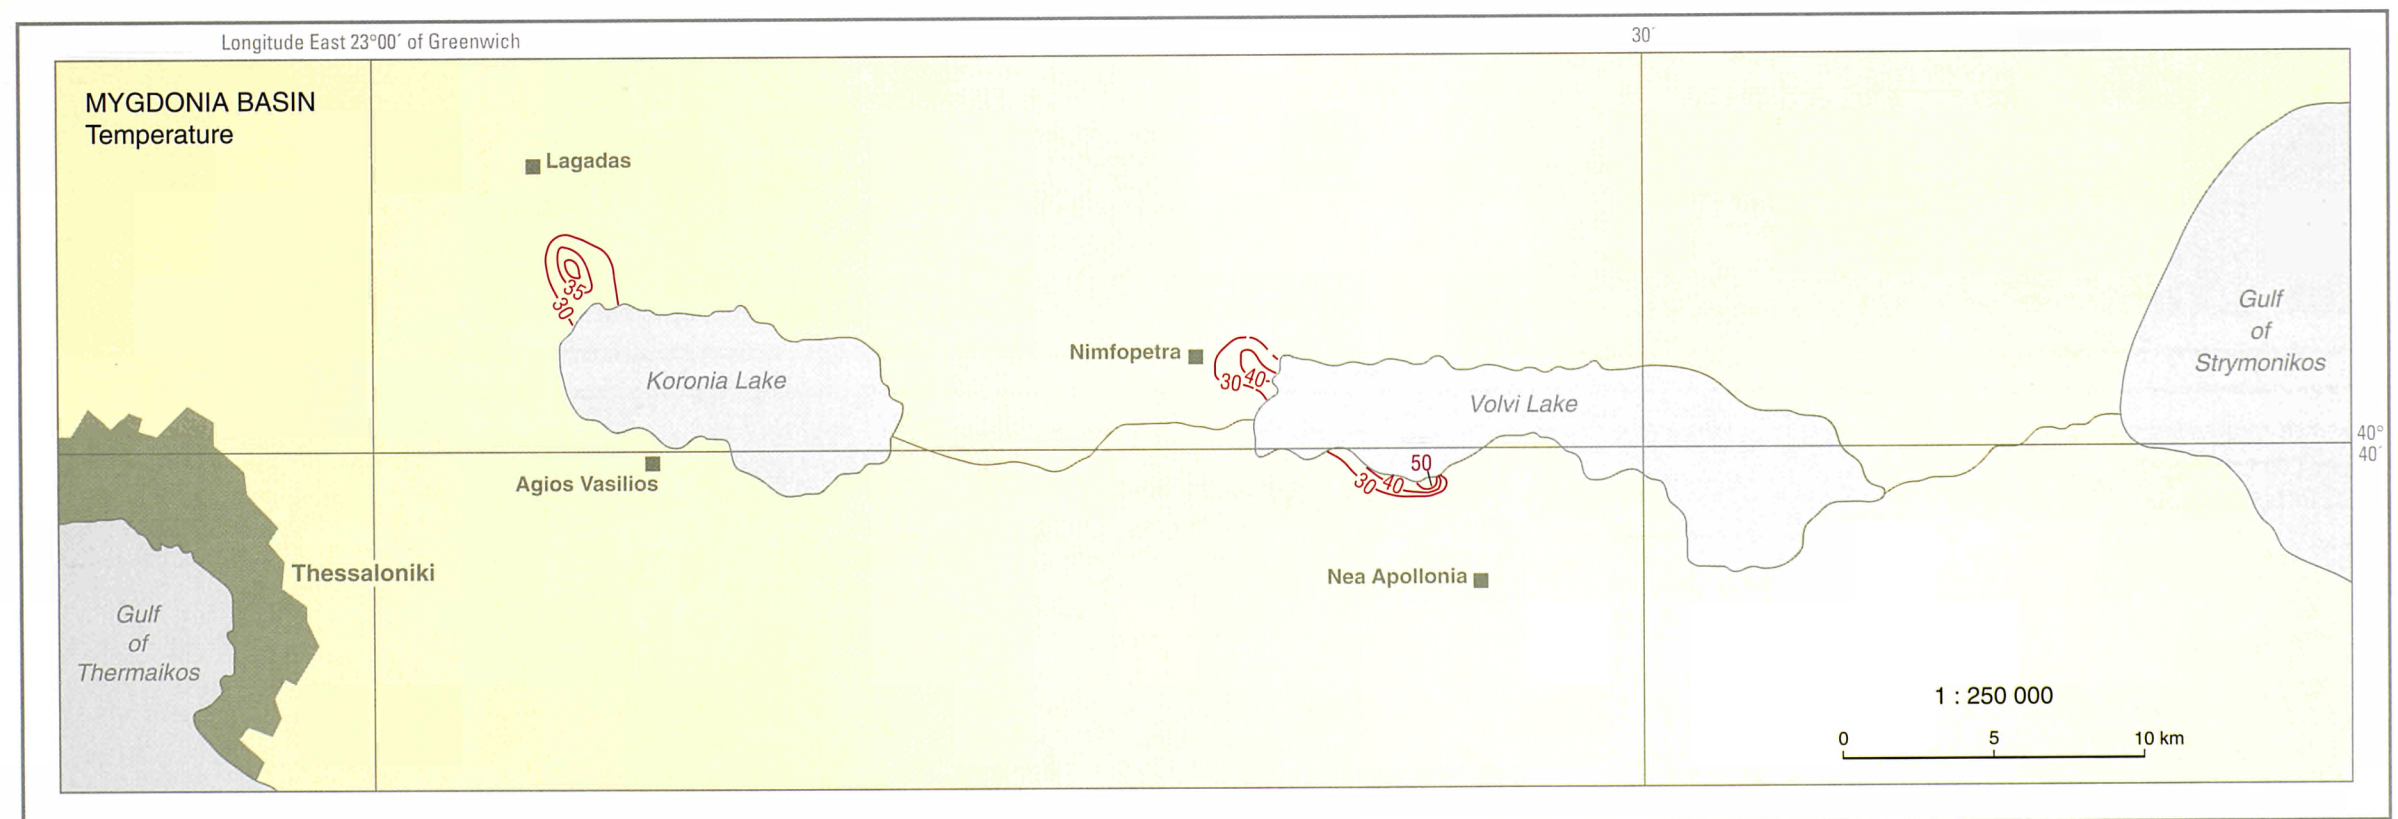 Longitude East 23°00´ of Greenwich
30´
MYGDONIA BASIN
Temperature
Lagadas
35
30
Koronia Lake
Nimfopetra
30
40
Volvi Lake
Gulf
of
Strymonikos
40°
40´
Agios Vasilios
50
30
40
Thessaloniki
Nea Apollonia
Gulf
of
Thermaikos
1 : 250 000
0 5 10 km